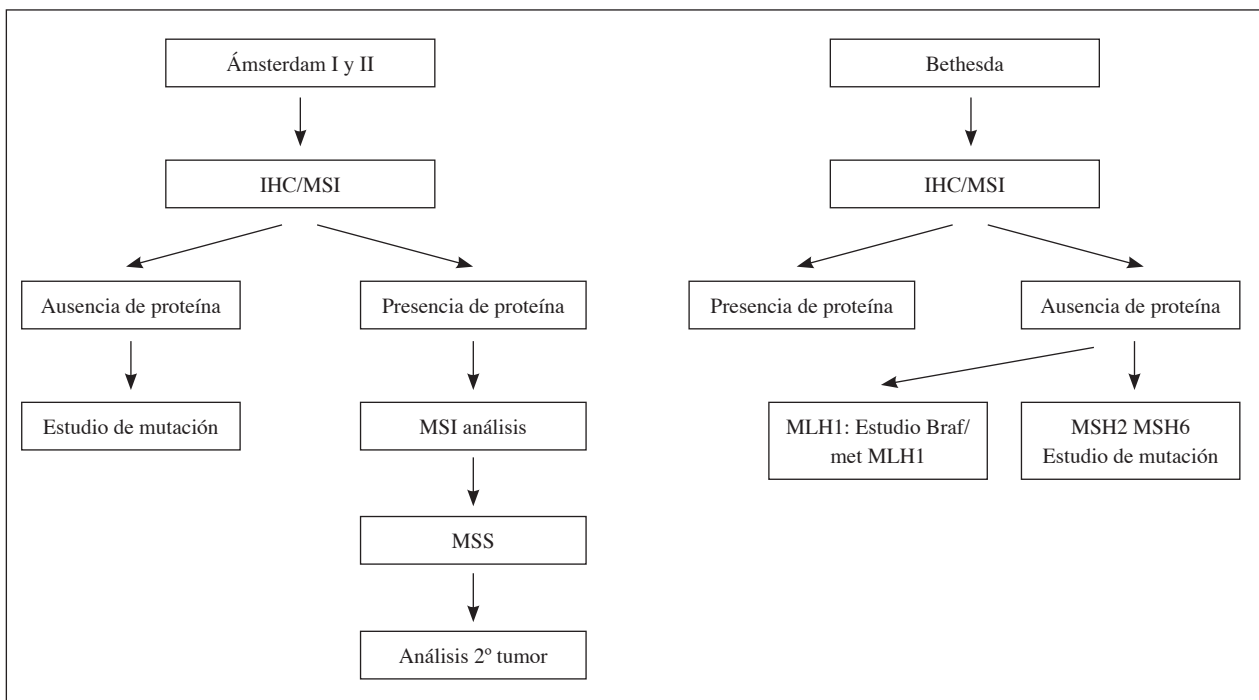 Ámsterdam I y II
IHC/MSI
Ausencia de proteína
Presencia de proteína
Estudio de mutación
MSI análisis
MSS
Análisis 2º tumor
Bethesda
IHC/MSI
Presencia de proteína
Ausencia de proteína
MLH1: Estudio Braf/
met MLH1
MSH2 MSH6
Estudio de mutación